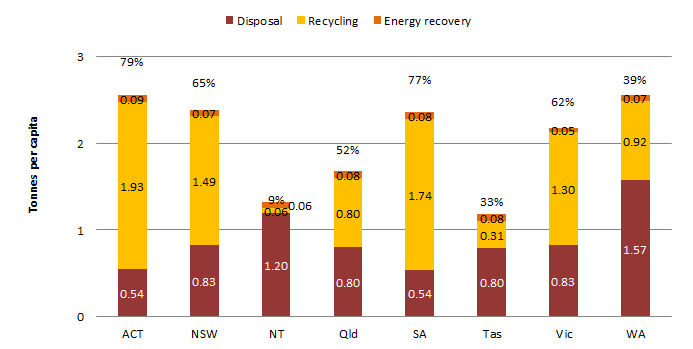 Disposal Recycling Energy recovery
Tonnes per capita
3
2
1
0
79% 65% 9% 52% 77% 33% 62% 39%
0.09 0.07 0.06 0.08 0.08 0.08 0.05 0.07
1.93 1.49 0.06 0.80 1.74 0.31 1.30 0.92
0.54 0.83 1.20 0.80 0.54 0.80 0.83 1.57
ACT NSW NT Qld SA Tas Vic WA